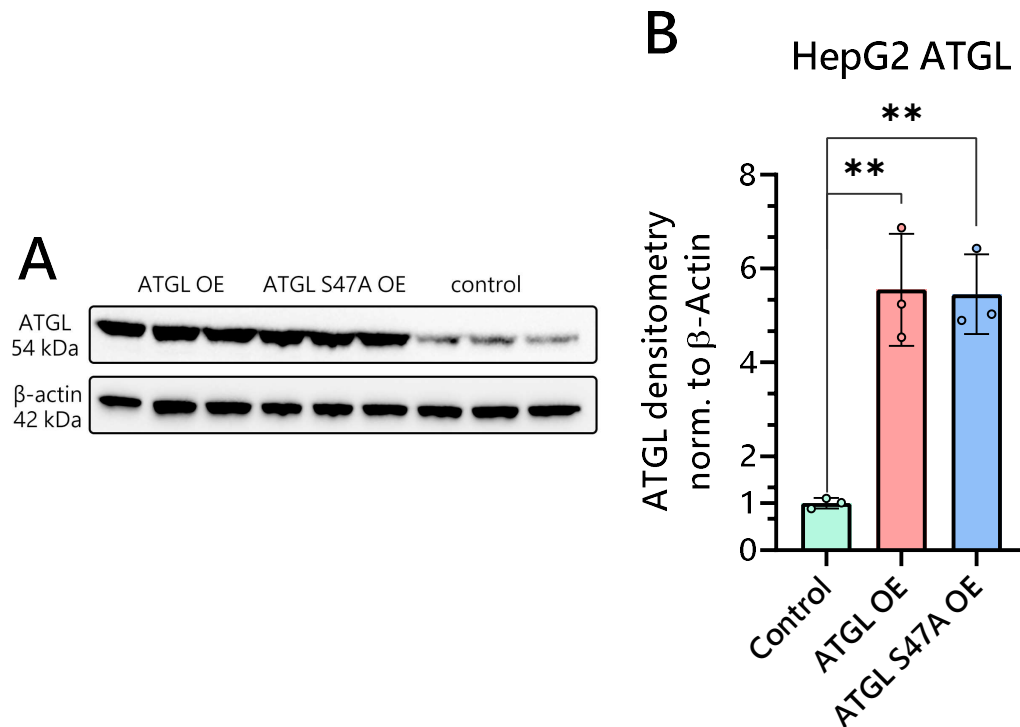 A
ATGL OE
ATGL S47A OE
control
ATGL
54 kDa
β-actin
42 kDa
B
HepG2 ATGL
**
**
ATGL densitometry
norm. to β-Actin
8
6
4
2
1
0
Control
ATGL OE
ATGL S47A OE